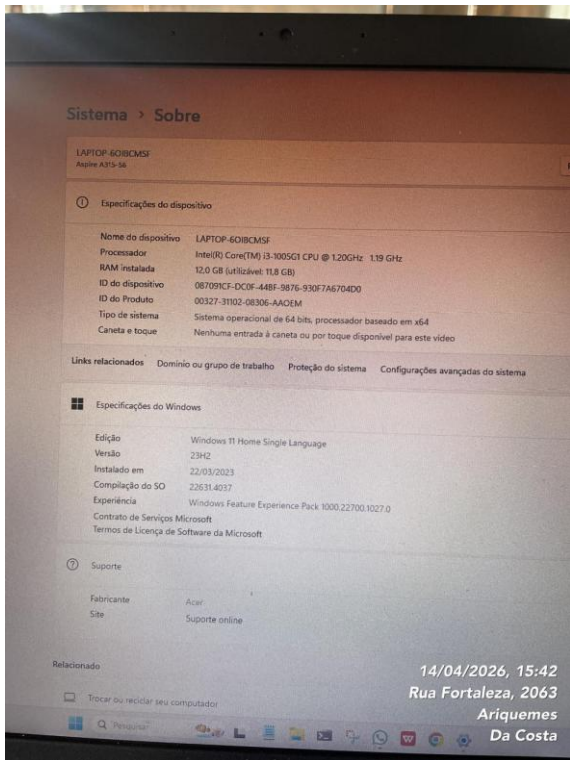 Sistema > Sobre
LAPTOP-6OI8CMSF
Aspire A315-56
Especificações do dispositivo
Nome do dispositivo LAPTOP-6OI8CMSF
Processador Intel(R) Core(TM) i3-1005G1 CPU @ 1.20GHz 1.19 GHz
RAM instalada 12,0 GB (utilizável: 11,8 GB)
ID do dispositivo 087091CF-DC0F-448F-9876-930F7A6704D0
ID do Produto 00327-31102-08306-AAOEM
Tipo de sistema Sistema operacional de 64 bits, processador baseado em x64
Caneta e toque Nenhuma entrada à caneta ou por toque disponível para este vídeo
Links relacionados Domínio ou grupo de trabalho Proteção do sistema Configurações avançadas do sistema
Especificações do Windows
Edição Windows 11 Home Single Language
Versão 23H2
Instalado em 22/03/2023
Compilação do SO 22631.4037
Experiência Windows Feature Experience Pack 1000.22700.1027.0
Contrato de Serviços Microsoft
Termos de Licença de Software da Microsoft
Suporte
Fabricante Acer
Site Suporte online
Relacionado
Trocar ou reciclar seu computador
Pesquisar
14/04/2026, 15:42
Rua Fortaleza, 2063
Ariquemes
Da Costa